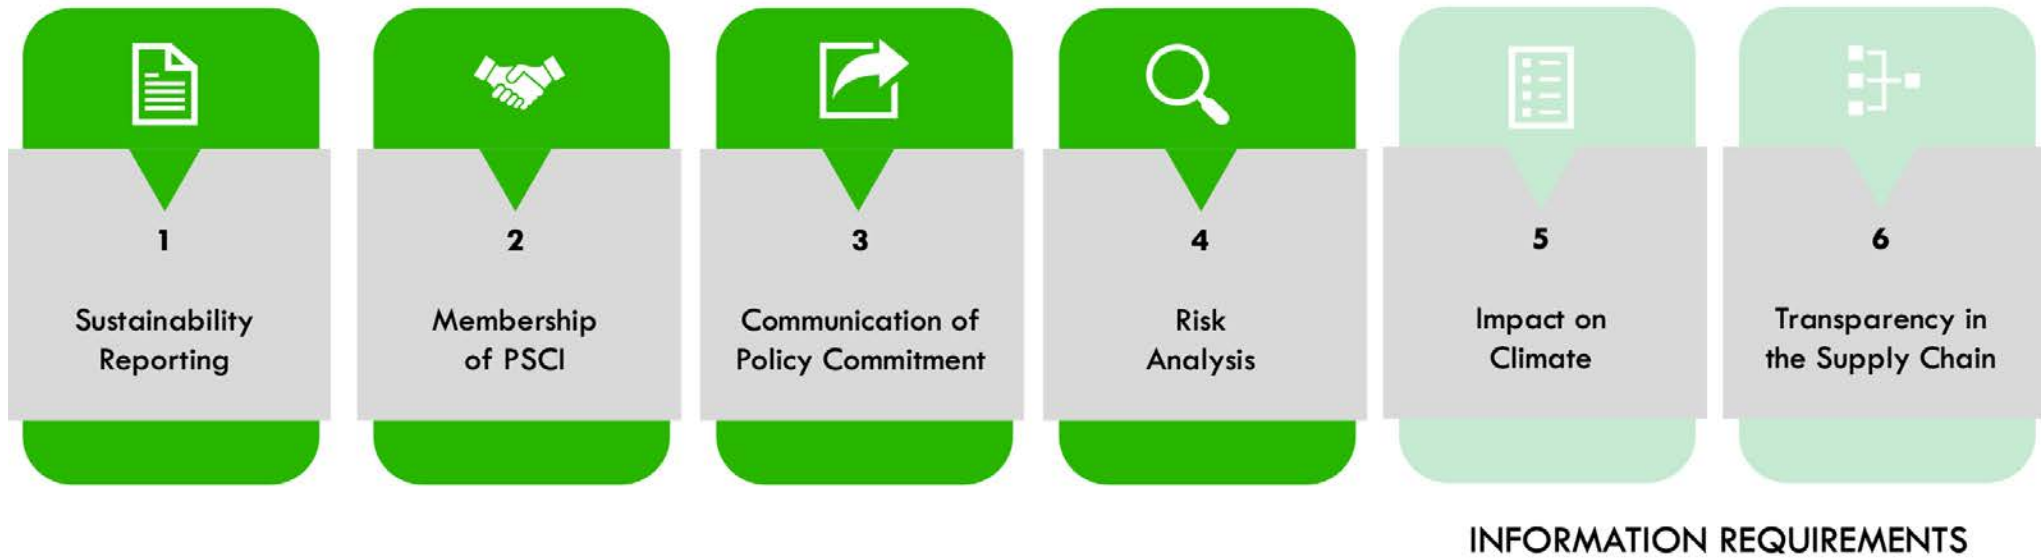 1
Sustainability
Reporting
2
Membership
of PSCI
3
Communication of
Policy Commitment
4
Risk
Analysis
5
Impact on
Climate
6
Transparency in
the Supply Chain
INFORMATION REQUIREMENTS